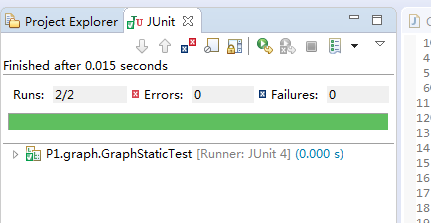 Project Explorer JUnit
Finished after 0.015 seconds
Runs: 2/2 Errors: 0 Failures: 0
P1.graph.GraphStaticTest [Runner: JUnit 4] (0.000 s)